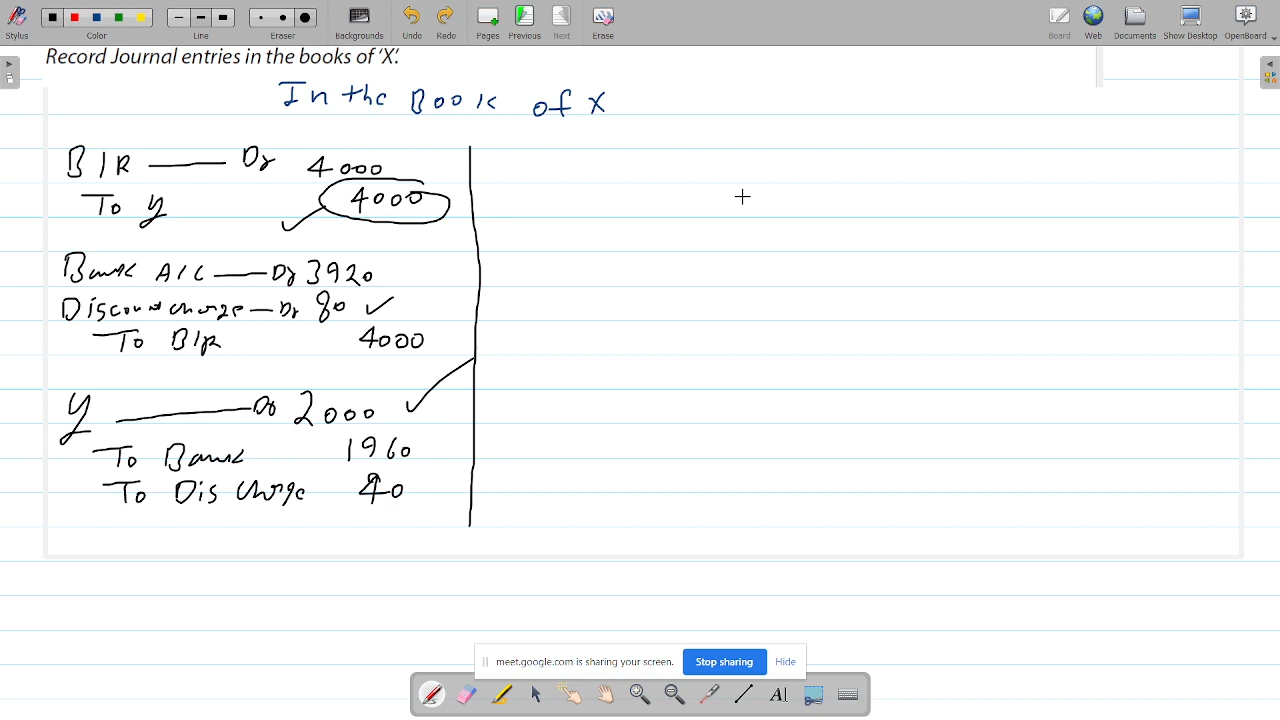 Stylus
Color
Line
Eraser
Backgrounds
Undo
Redo
Pages
Previous
Next
Erase
Board
Web
Documents
Show Desktop
OpenBoard
Record Journal entries in the books of 'X'.
In the Book of X
B/R —— Dr 4000
To Y 4000
Bank A/C —— Dr 3920
Discount charge — Dr 80
To B/R 4000
Y ——— Dr 2000
To Bank 1960
To Dis Charge 40
meet.google.com is sharing your screen. Stop sharing Hide